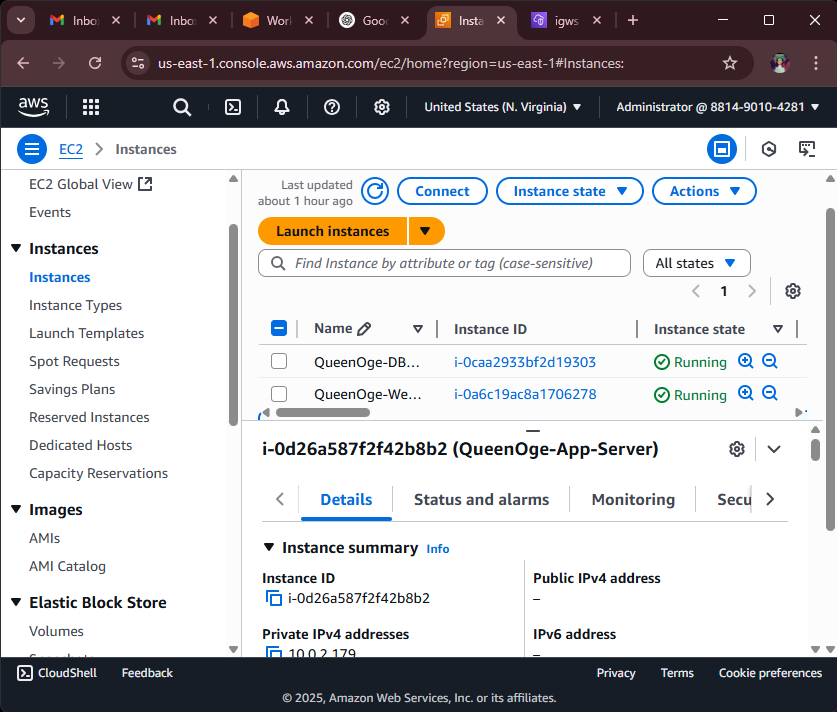 Inbo
Inbo
Wor
Goo
Insta
igws
us-east-1.console.aws.amazon.com/ec2/home?region=us-east-1#Instances:
aws
United States (N. Virginia)
Administrator @ 8814-9010-4281
EC2
Instances
EC2 Global View
Events
Instances
Instances
Instance Types
Launch Templates
Spot Requests
Savings Plans
Reserved Instances
Dedicated Hosts
Capacity Reservations
Images
AMIs
AMI Catalog
Elastic Block Store
Volumes
Last updated
about 1 hour ago
Connect
Instance state
Actions
Launch instances
Find Instance by attribute or tag (case-sensitive)
All states
1
Name Instance ID Instance state
QueenOge-DB... i-0caa2933bf2d19303 Running
QueenOge-We... i-0a6c19ac8a1706278 Running
i-0d26a587f2f42b8b2 (QueenOge-App-Server)
Details Status and alarms Monitoring Secu
Instance summary Info
Instance ID
i-0d26a587f2f42b8b2
Public IPv4 address
–
Private IPv4 addresses
10.0.2.179
IPv6 address
–
CloudShell Feedback Privacy Terms Cookie preferences
© 2025, Amazon Web Services, Inc. or its affiliates.